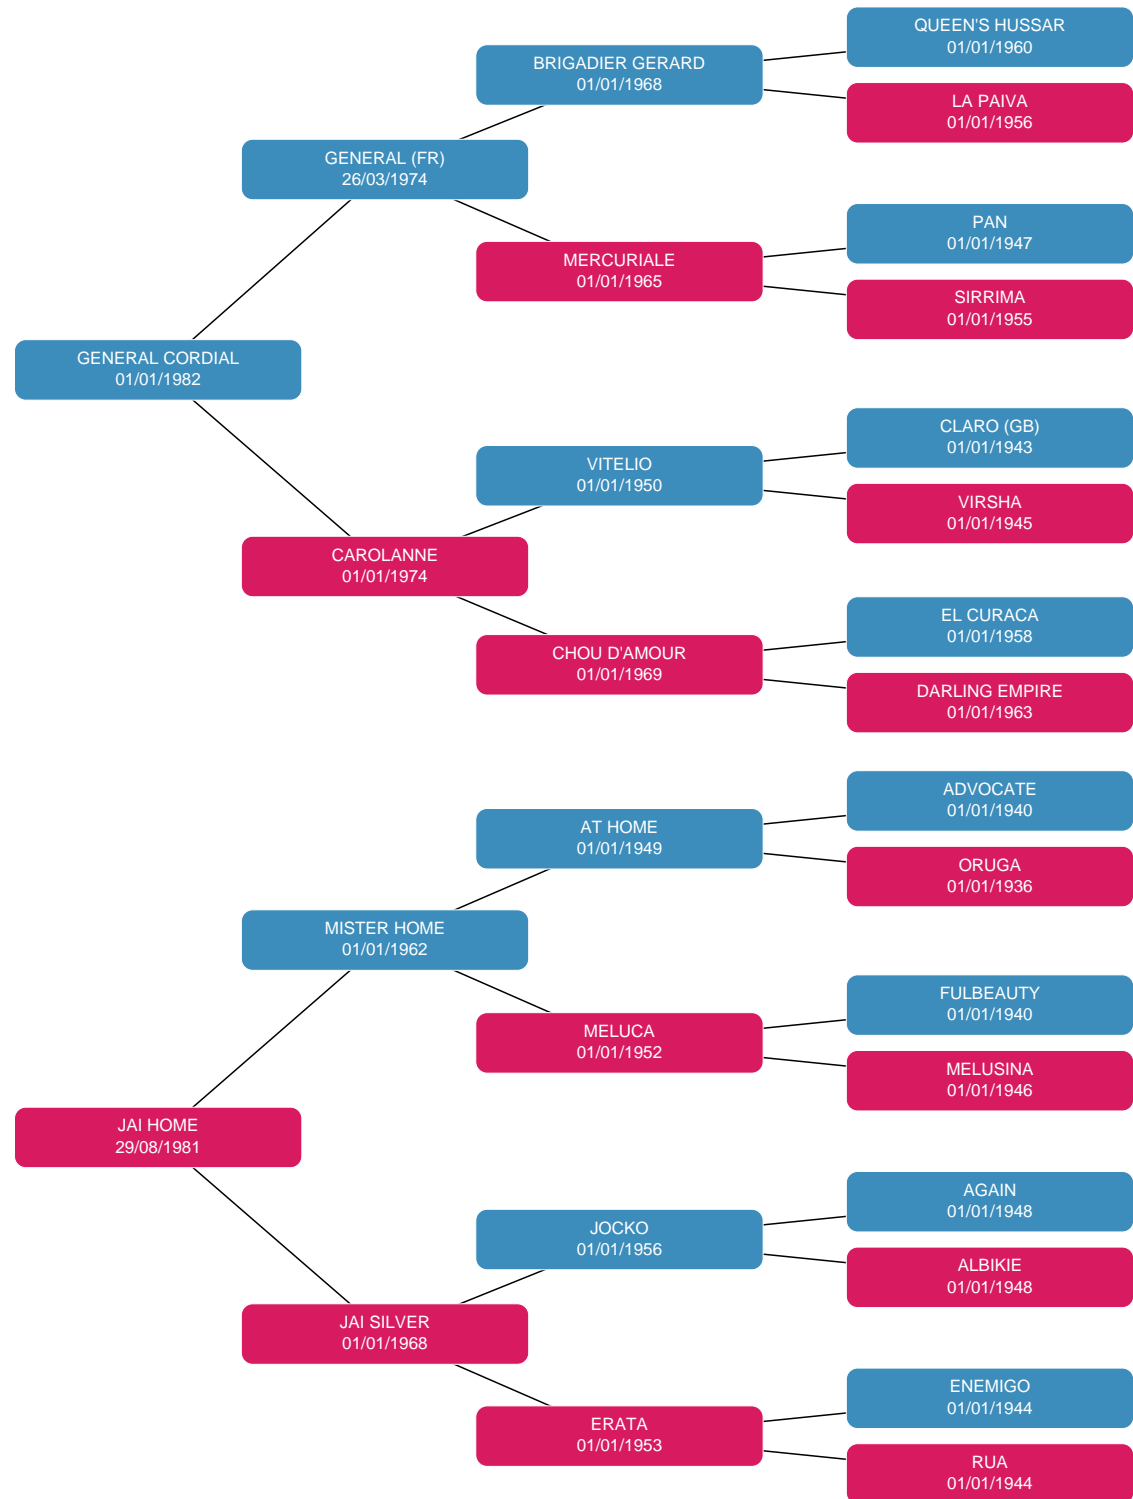 QUEEN'S HUSSAR
01/01/1960
BRIGADIER GERARD
01/01/1968
LA PAIVA
01/01/1956
GENERAL (FR)
26/03/1974
PAN
01/01/1947
MERCURIALE
01/01/1965
SIRRIMA
01/01/1955
GENERAL CORDIAL
01/01/1982
CLARO (GB)
01/01/1943
VITELIO
01/01/1950
VIRSHA
01/01/1945
CAROLANNE
01/01/1974
EL CURACA
01/01/1958
CHOU D'AMOUR
01/01/1969
DARLING EMPIRE
01/01/1963
ADVOCATE
01/01/1940
AT HOME
01/01/1949
ORUGA
01/01/1936
MISTER HOME
01/01/1962
FULBEAUTY
01/01/1940
MELUCA
01/01/1952
MELUSINA
01/01/1946
JAI HOME
29/08/1981
AGAIN
01/01/1948
JOCKO
01/01/1956
ALBIKIE
01/01/1948
JAI SILVER
01/01/1968
ENEMIGO
01/01/1944
ERATA
01/01/1953
RUA
01/01/1944